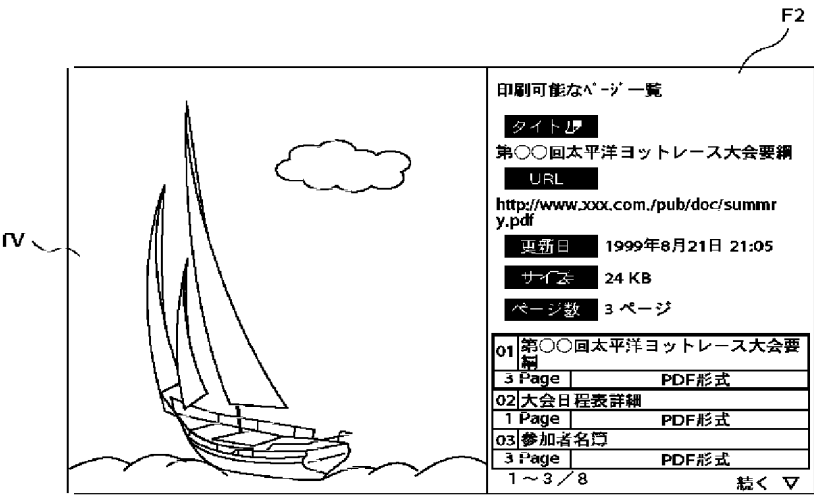 F2
TV
印刷可能なページ一覧
タイトル
第〇〇回太平洋ヨットレース大会要綱
URL
http://www.xxx.com./pub/doc/summr
y.pdf
更新日 1999年8月21日 21:05
サイズ 24 KB
ページ数 3 ページ
01 第〇〇回太平洋ヨットレース大会要
綱
3 Page PDF形式
02 大会日程表詳細
1 Page PDF形式
03 参加者名簿
3 Page PDF形式
1～3／8 続く ▽